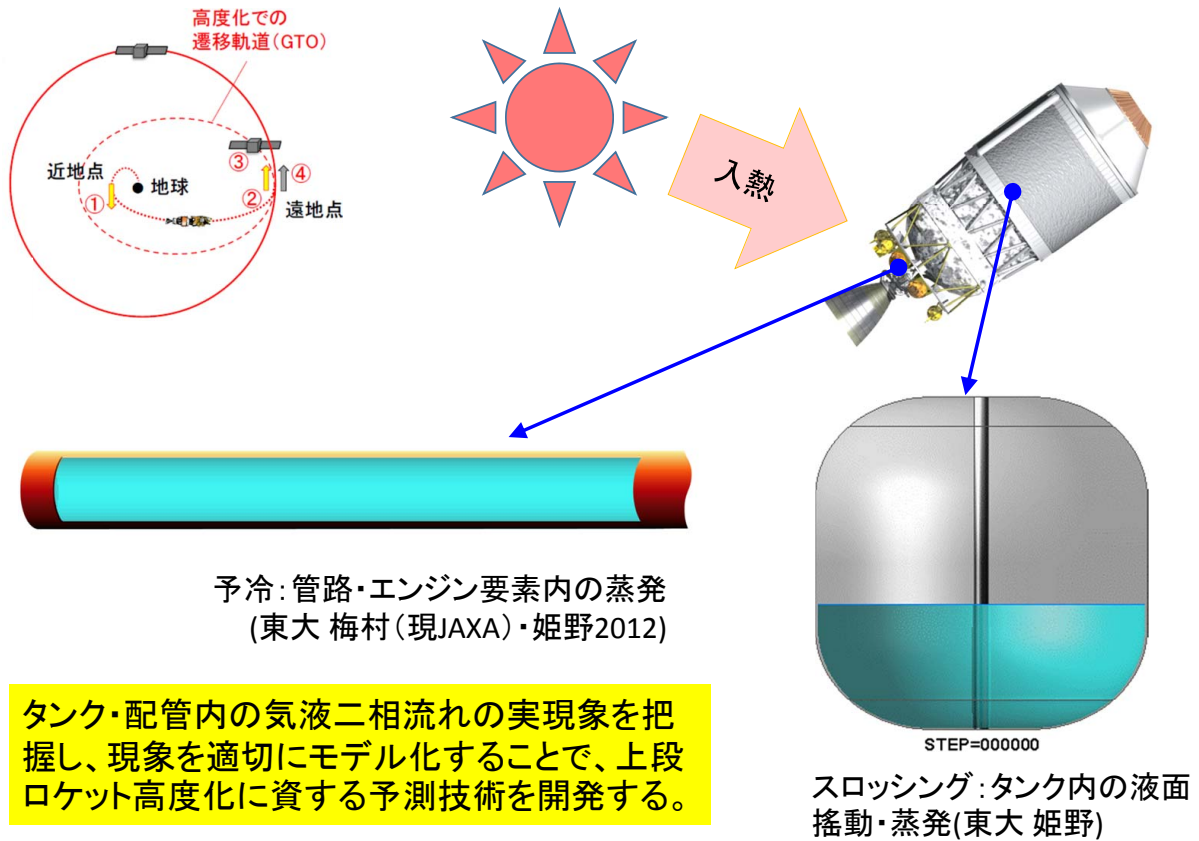 高度化での
遷移軌道(GTO)
近地点
地球
①
②
③
④
遠地点
入熱
予冷:管路・エンジン要素内の蒸発
(東大 梅村(現JAXA)・姫野2012)
タンク・配管内の気液二相流れの実現象を把
握し、現象を適切にモデル化することで、上段
ロケット高度化に資する予測技術を開発する。
STEP=000000
スロッシング:タンク内の液面
搖動・蒸発(東大 姫野)